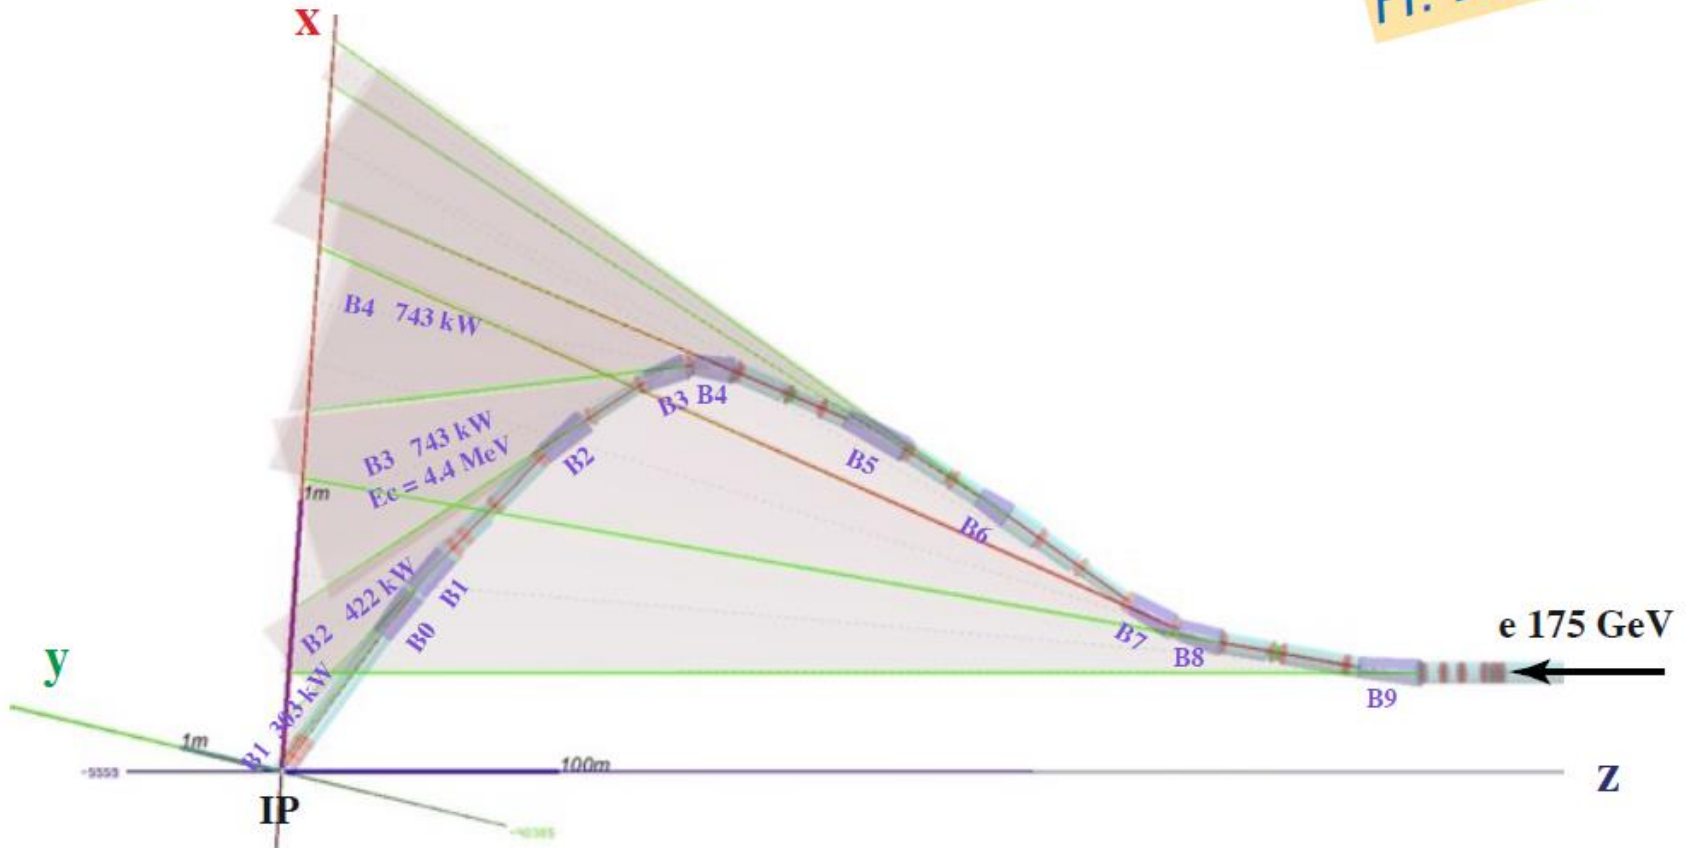 x
B4 743 kW
B3 B4
B3 743 kW
Ec = 4.4 MeV
B2
B5
1m
B6
B2 422 kW
B1
B0
B7
B8
e 175 GeV
B9
y
B1 303 kW
1m
100m
z
IP